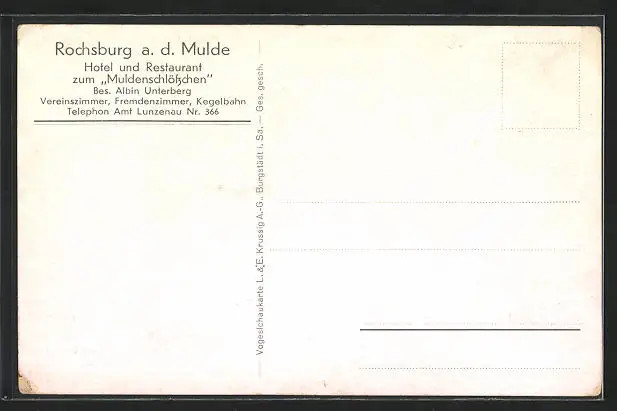 Rochsburg a. d. Mulde
Hotel und Restaurant
zum „Muldenschlößchen"
Bes. Albin Unterberg
Vereinszimmer, Fremdenzimmer, Kegelbahn
Telephon Amt Lunzenau Nr. 366
Vogelschaukarte L. & E. Krussig A.-G., Burgstädt i. Sa. — Ges. gesch.